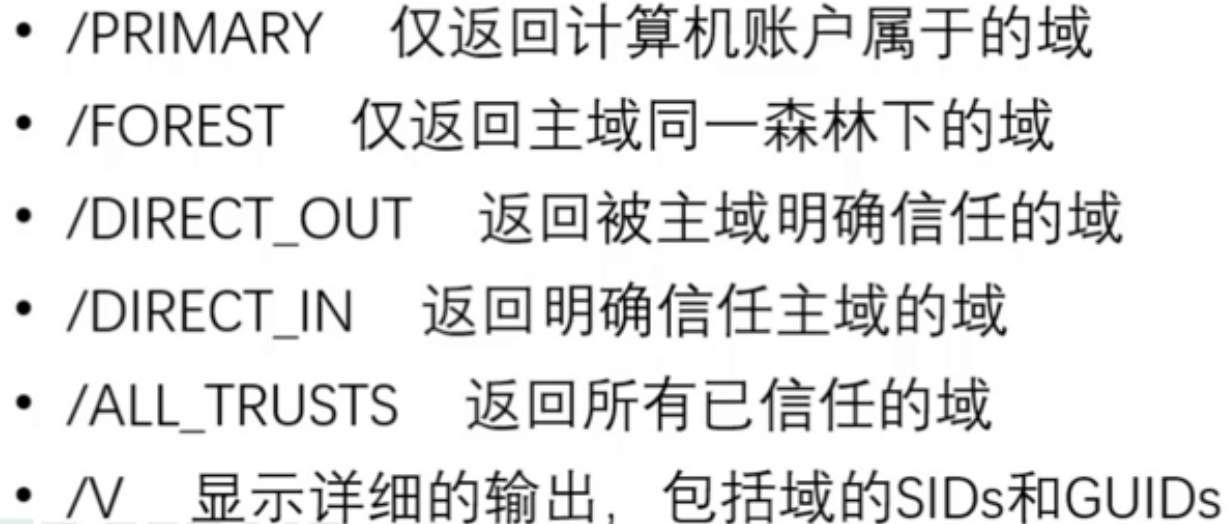 • /PRIMARY 仅返回计算机账户属于的域
• /FOREST 仅返回主域同一森林下的域
• /DIRECT_OUT 返回被主域明确信任的域
• /DIRECT_IN 返回明确信任主域的域
• /ALL_TRUSTS 返回所有已信任的域
• /V 显示详细的输出，包括域的SIDs和GUIDs